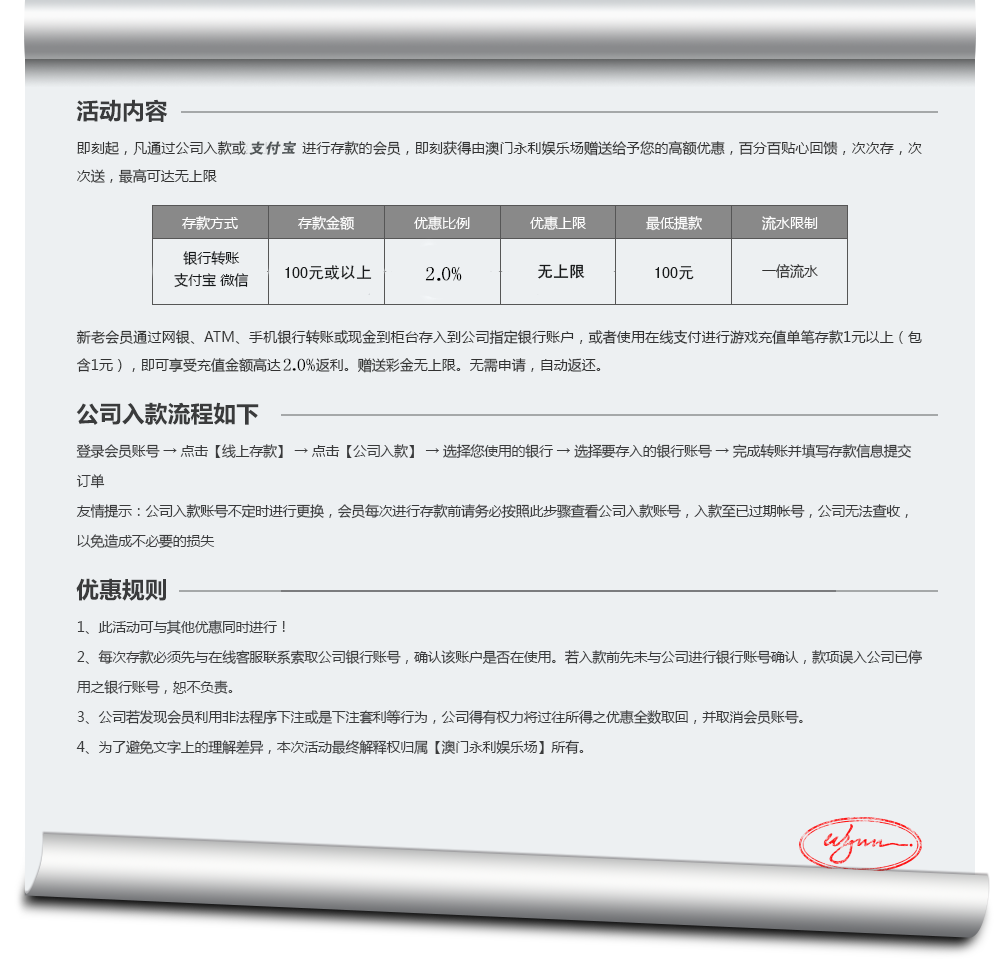 活动内容
即刻起，凡通过公司入款或 支付宝 进行存款的会员，即刻获得由澳门永利娱乐场赠送给予您的高额优惠，百分百贴心回馈，次次存，次
次送，最高可达无上限
存款方式 存款金额 优惠比例 优惠上限 最低提款 流水限制
银行转账
支付宝 微信 100元或以上 2.0% 无上限 100元 一倍流水
新老会员通过网银、ATM、手机银行转账或现金到柜台存入到公司指定银行账户，或者使用在线支付进行游戏充值单笔存款1元以上（包
含1元），即可享受充值金额高达2.0%返利。赠送彩金无上限。无需申请，自动返还。
公司入款流程如下
登录会员账号 → 点击【线上存款】 → 点击【公司入款】 → 选择您使用的银行 → 选择要存入的银行账号 → 完成转账并填写存款信息提交
订单
友情提示：公司入款账号不定时进行更换，会员每次进行存款前请务必按照此步骤查看公司入款账号，入款至已过期帐号，公司无法查收，
以免造成不必要的损失
优惠规则
1、此活动可与其他优惠同时进行！
2、每次存款必须先与在线客服联系索取公司银行账号，确认该账户是否在使用。若入款前先未与公司进行银行账号确认，款项误入公司已停
用之银行账号，恕不负责。
3、公司若发现会员利用非法程序下注或是下注套利等行为，公司得有权力将过往所得之优惠全数取回，并取消会员账号。
4、为了避免文字上的理解差异，本次活动最终解释权归属【澳门永利娱乐场】所有。
Wynn.